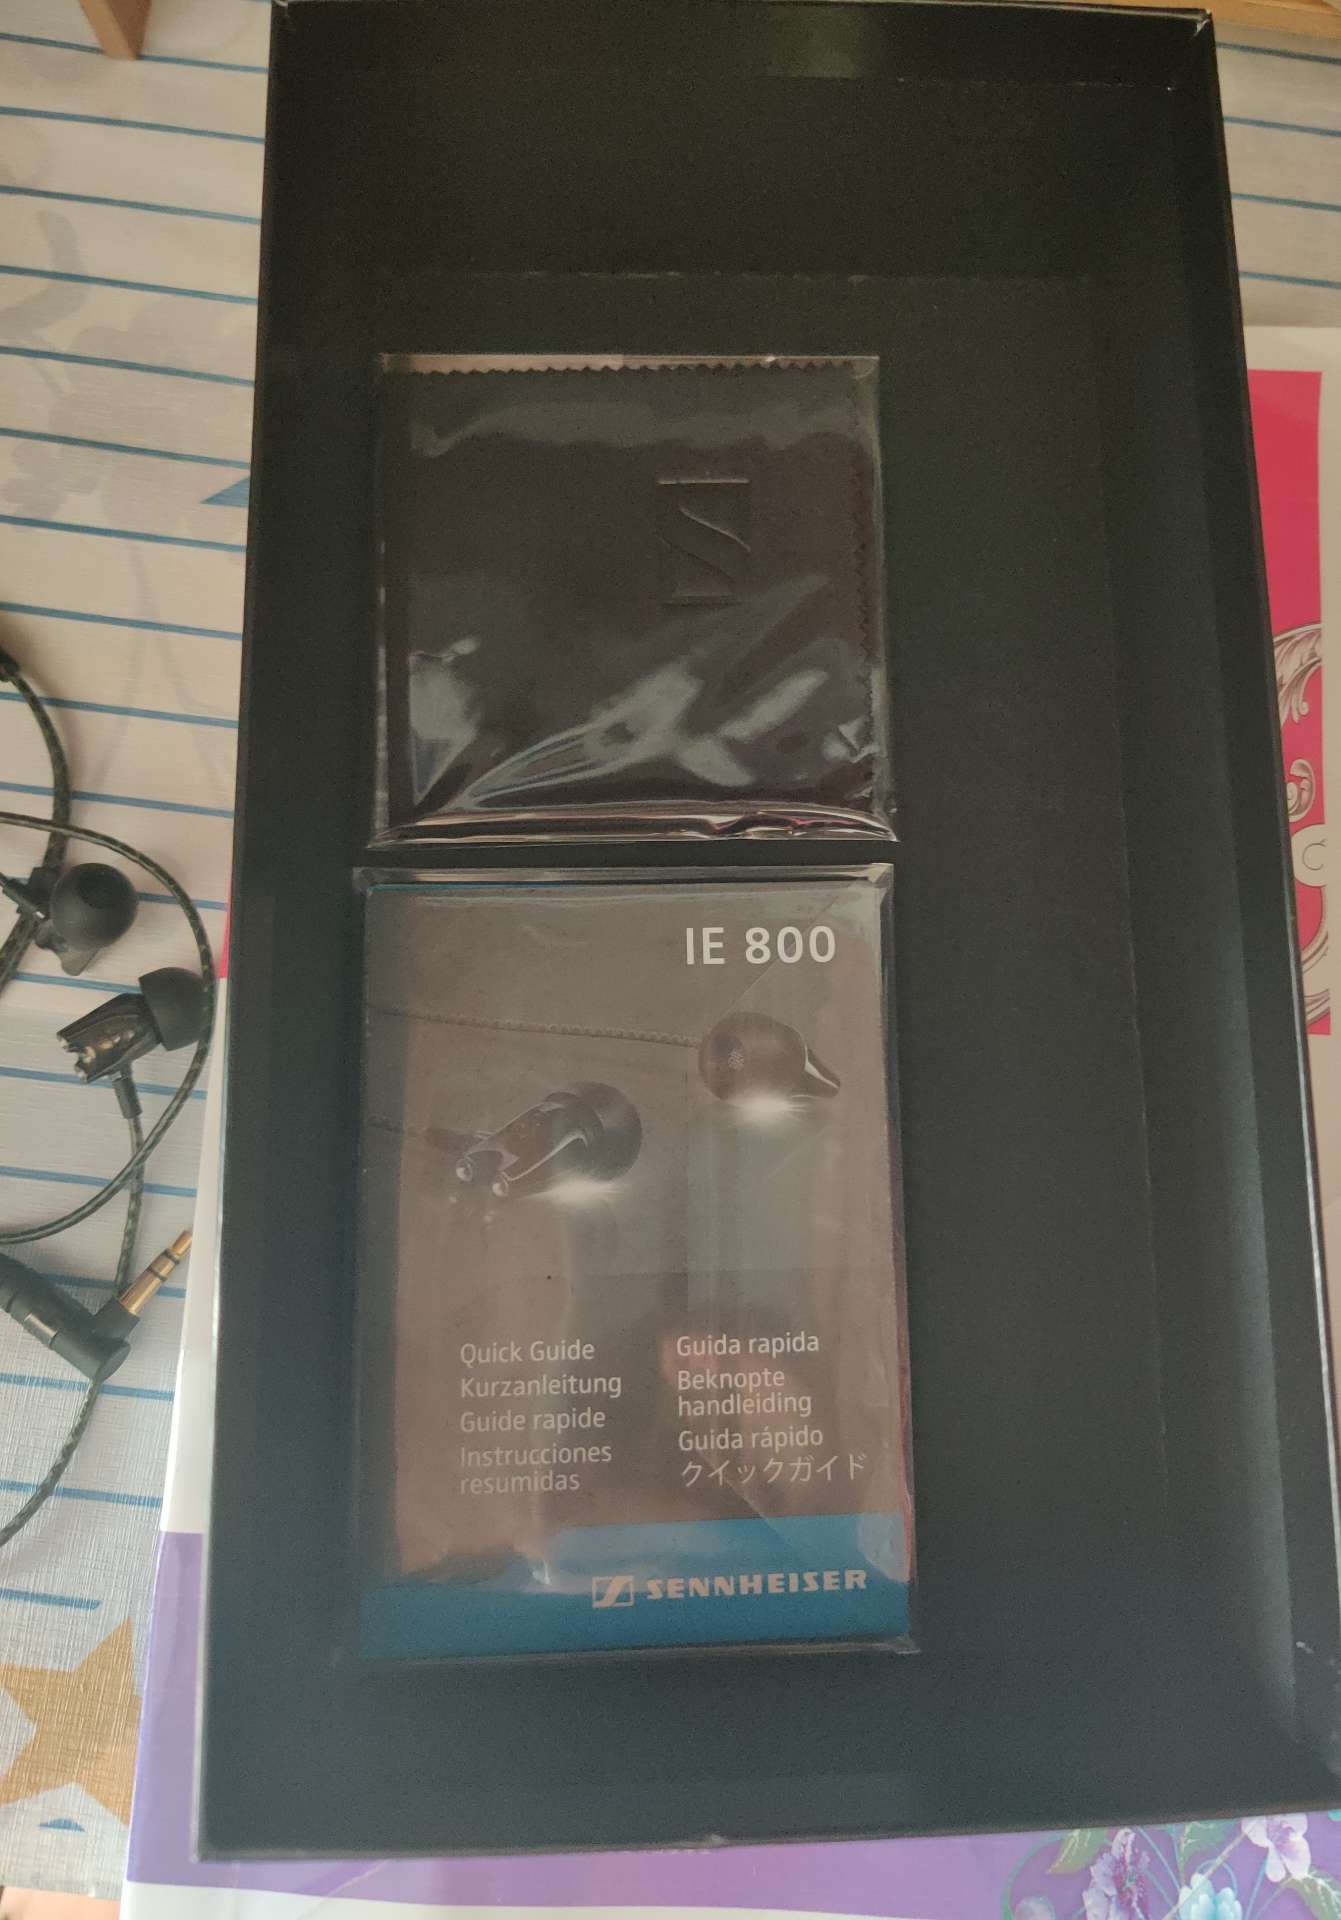 IE 800
Quick Guide
Kurzanleitung
Guide rapide
Instrucciones
resumidas
Guida rapida
Beknopte
handleiding
Guida rápido
クイックガイド
SENNHEISER